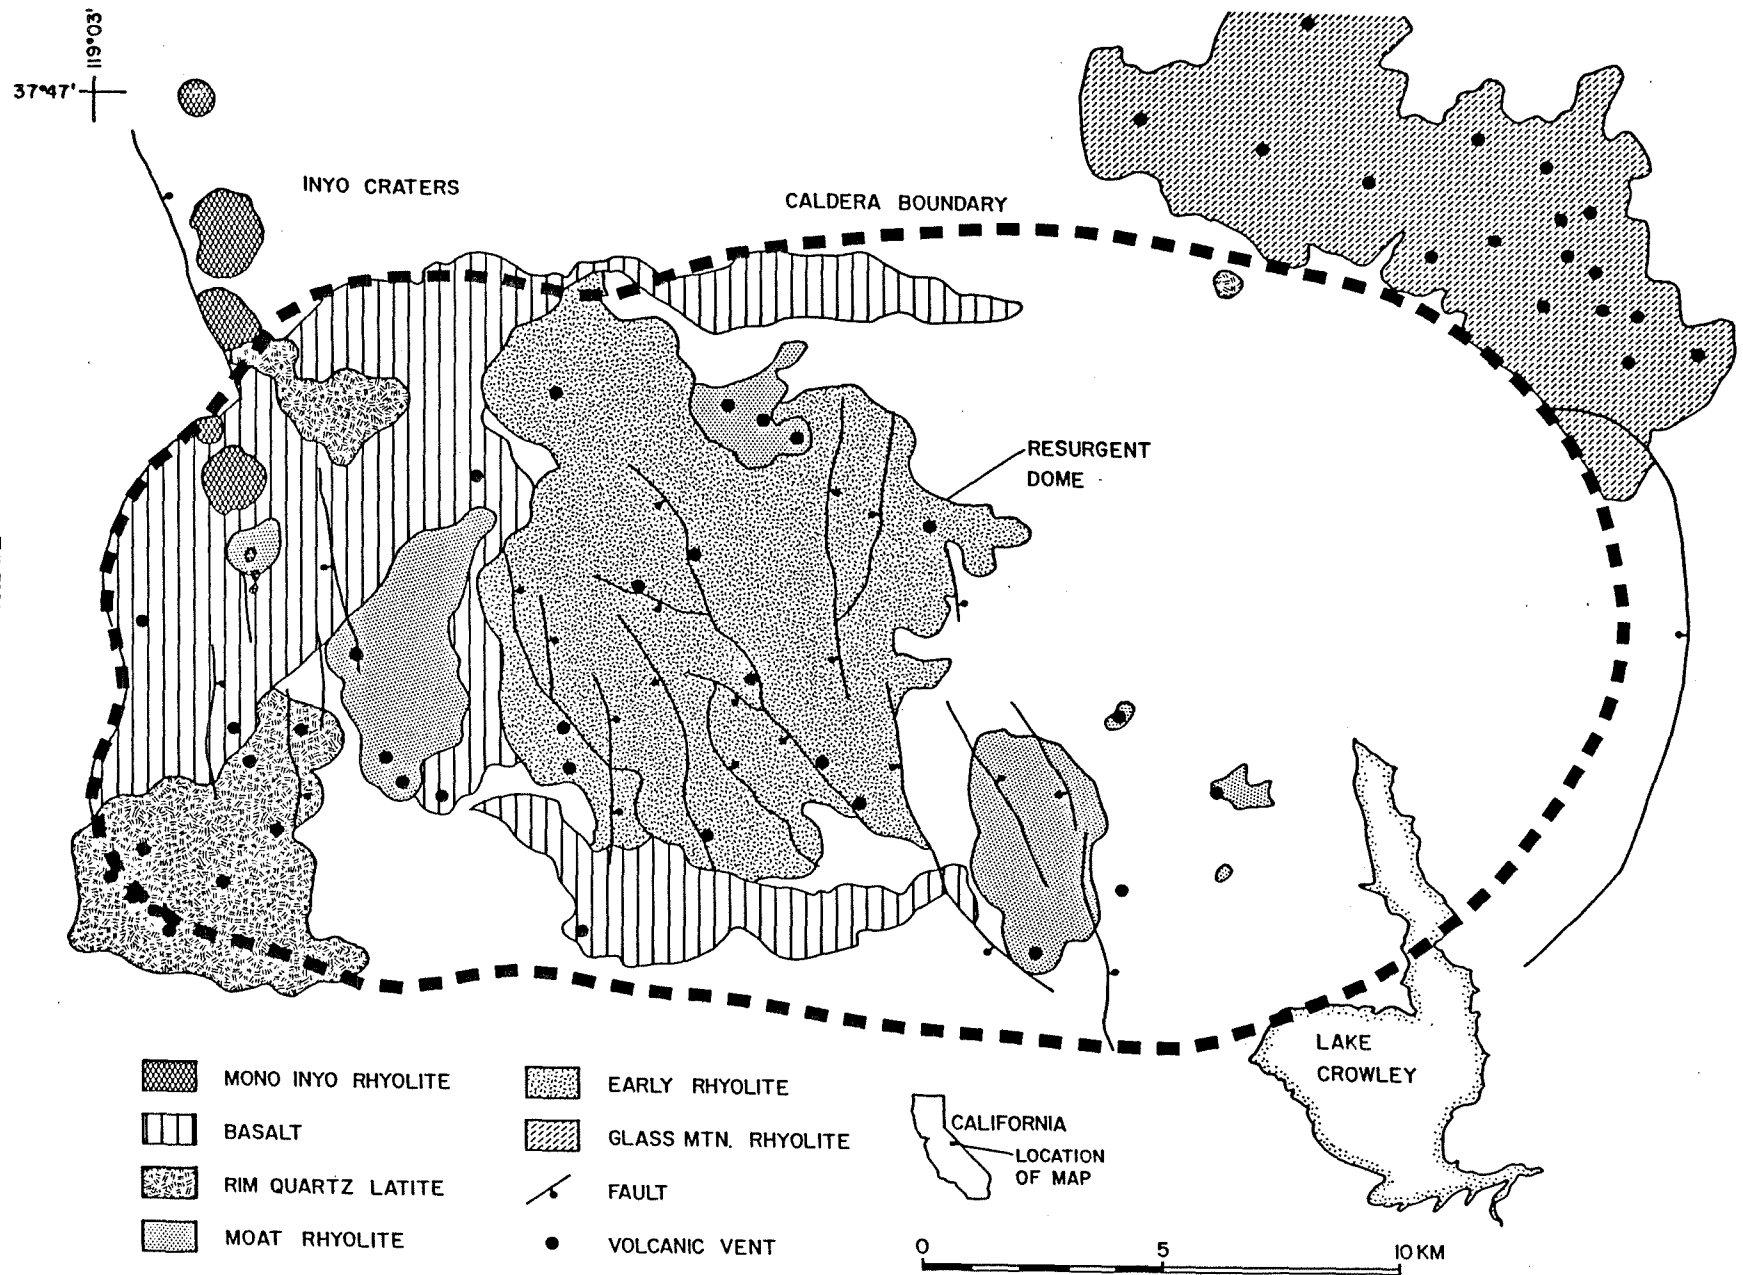 119°03'
37°47'
INYO CRATERS
CALDERA BOUNDARY
RESURGENT
DOME
LAKE
CROWLEY
MONO INYO RHYOLITE
BASALT
RIM QUARTZ LATITE
MOAT RHYOLITE
EARLY RHYOLITE
GLASS MTN. RHYOLITE
FAULT
VOLCANIC VENT
CALIFORNIA
LOCATION
OF MAP
0 5 10 KM